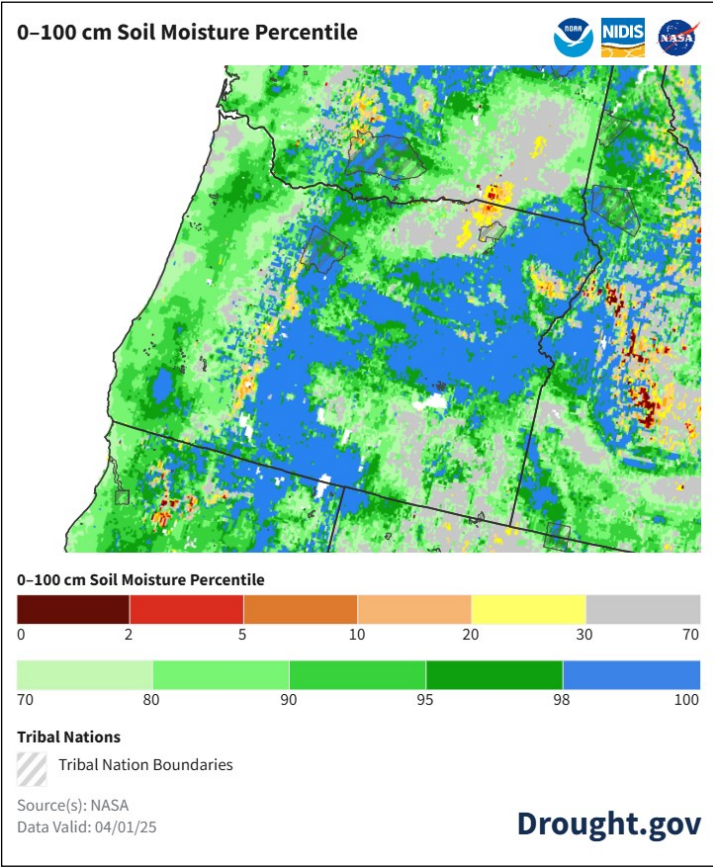 0–100 cm Soil Moisture Percentile
NOAA
NIDIS
NASA
0–100 cm Soil Moisture Percentile
0 2 5 10 20 30 70
70 80 90 95 98 100
Tribal Nations
Tribal Nation Boundaries
Source(s): NASA
Data Valid: 04/01/25
Drought.gov